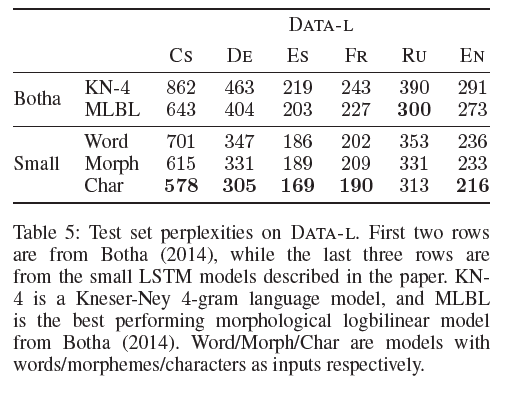 DATA-L
CS DE ES FR RU EN
Botha KN-4 862 463 219 243 390 291
MLBL 643 404 203 227 300 273
Word 701 347 186 202 353 236
Small Morph 615 331 189 209 331 233
Char 578 305 169 190 313 216
Table 5: Test set perplexities on DATA-L. First two rows
are from Botha (2014), while the last three rows are
from the small LSTM models described in the paper. KN-
4 is a Kneser-Ney 4-gram language model, and MLBL
is the best performing morphological logbilinear model
from Botha (2014). Word/Morph/Char are models with
words/morphemes/characters as inputs respectively.